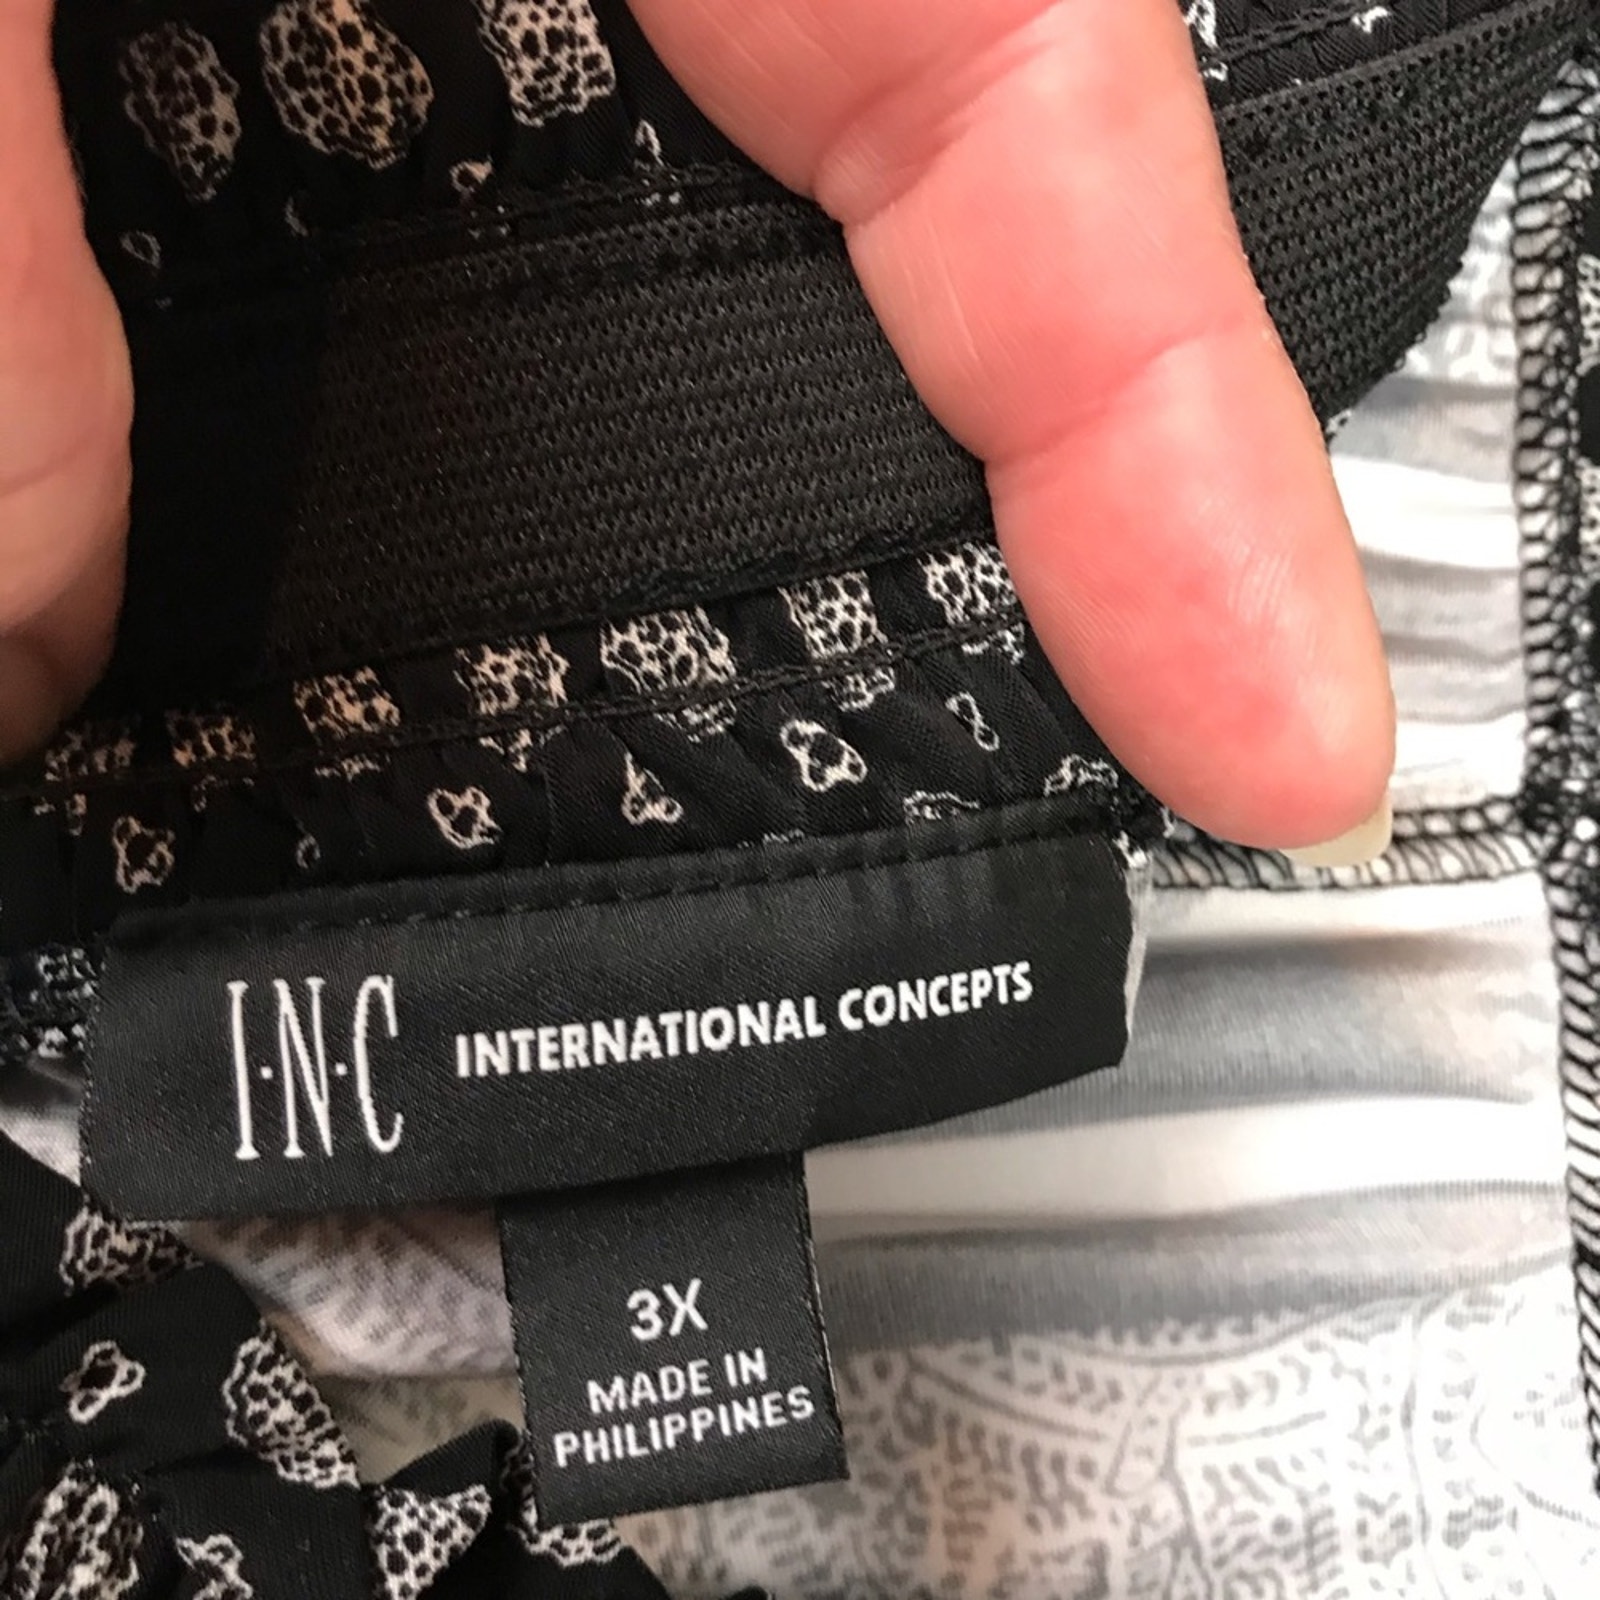 I·N·C INTERNATIONAL CONCEPTS
3X
MADE IN
PHILIPPINES